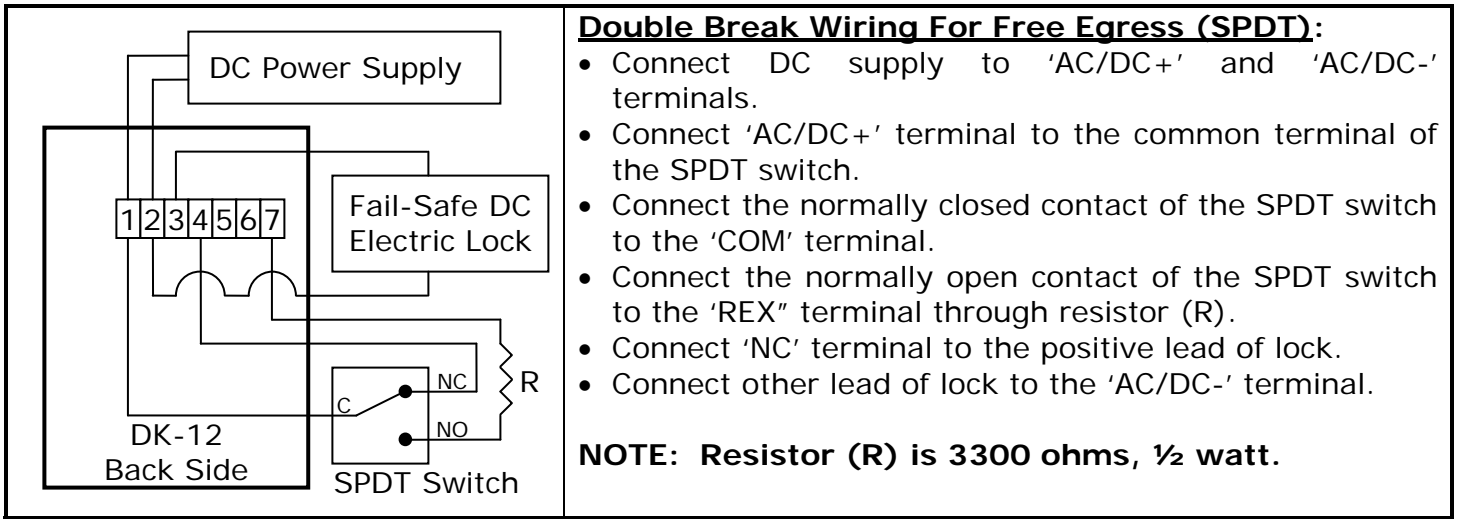 DC Power Supply
1 2 3 4 5 6 7
Fail-Safe DC
Electric Lock
NC
R
C
NO
DK-12
Back Side
SPDT Switch
Double Break Wiring For Free Egress (SPDT):
• Connect DC supply to ‘AC/DC+’ and ‘AC/DC-’
terminals.
• Connect ‘AC/DC+’ terminal to the common terminal of
the SPDT switch.
• Connect the normally closed contact of the SPDT switch
to the ‘COM’ terminal.
• Connect the normally open contact of the SPDT switch
to the ‘REX” terminal through resistor (R).
• Connect ‘NC’ terminal to the positive lead of lock.
• Connect other lead of lock to the ‘AC/DC-’ terminal.
NOTE: Resistor (R) is 3300 ohms, ½ watt.